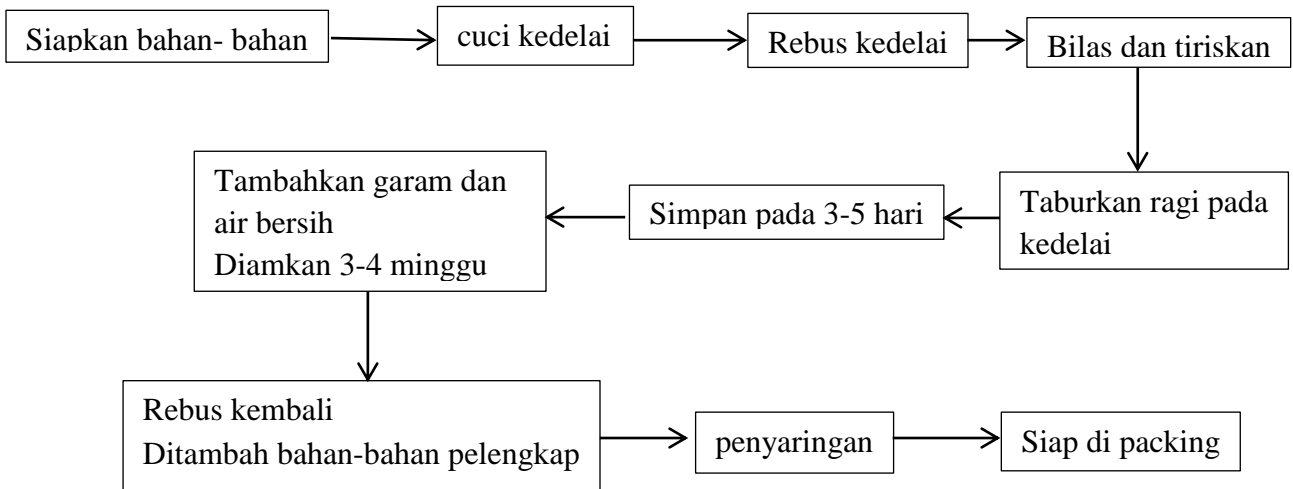 Siapkan bahan- bahan
cuci kedelai
Rebus kedelai
Bilas dan tiriskan
Taburkan ragi pada
kedelai
Simpan pada 3-5 hari
Tambahkan garam dan
air bersih
Diamkan 3-4 minggu
Rebus kembali
Ditambah bahan-bahan pelengkap
penyaringan
Siap di packing